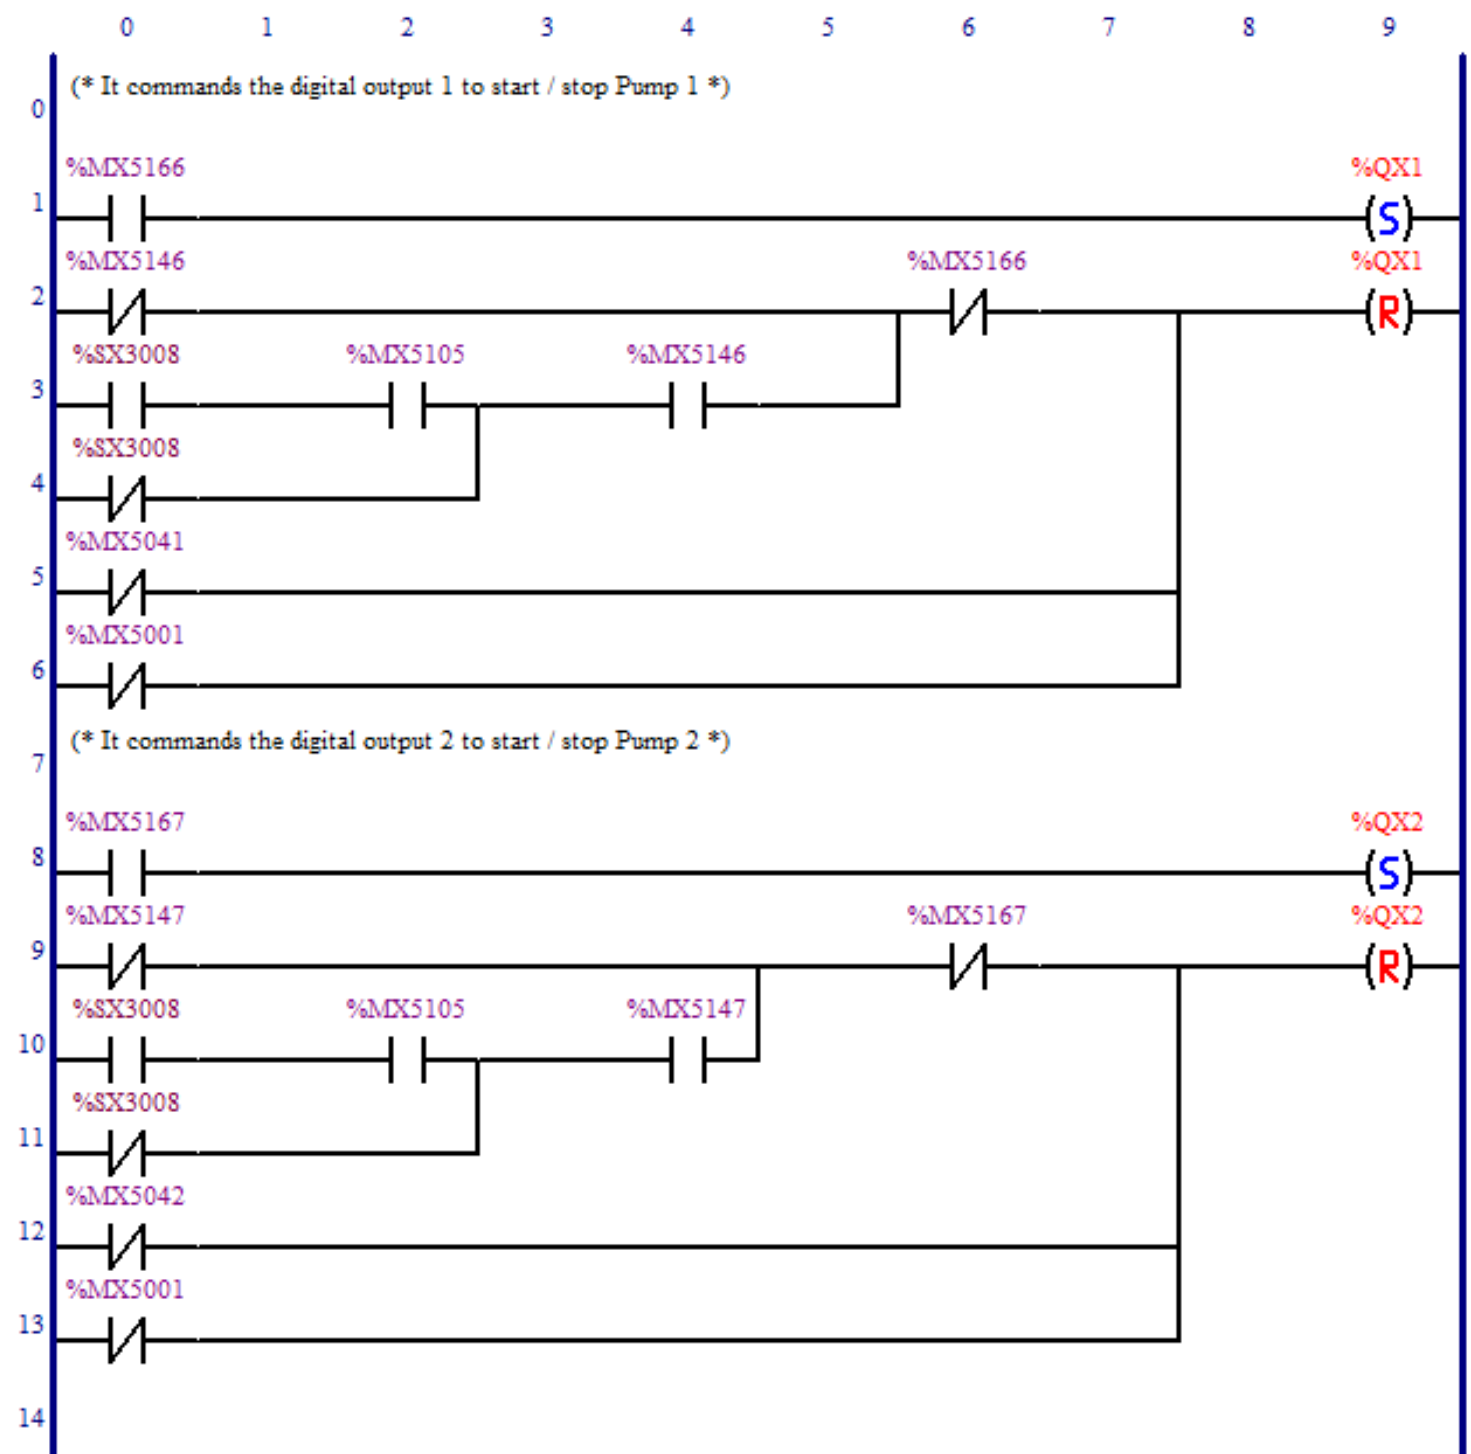 0 1 2 3 4 5 6 7 8 9
(* It commands the digital output 1 to start / stop Pump 1 *)
0
%MX5166 %QX1
1 (S)
%MX5146 %MX5166 %QX1
2 (R)
%SX3008 %MX5105 %MX5146
3
%SX3008
4
%MX5041
5
%MX5001
6
(* It commands the digital output 2 to start / stop Pump 2 *)
7
%MX5167 %QX2
8 (S)
%MX5147 %MX5167 %QX2
9 (R)
%SX3008 %MX5105 %MX5147
10
%SX3008
11
%MX5042
12
%MX5001
13
14